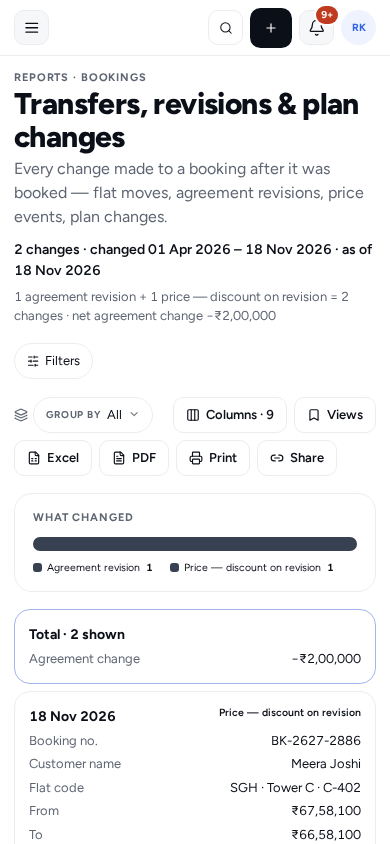 9+
RK
REPORTS · BOOKINGS
Transfers, revisions & plan
changes
Every change made to a booking after it was
booked — flat moves, agreement revisions, price
events, plan changes.
2 changes · changed 01 Apr 2026 – 18 Nov 2026 · as of
18 Nov 2026
1 agreement revision + 1 price — discount on revision = 2
changes · net agreement change −₹2,00,000
Filters
GROUP BY All
Columns · 9
Views
Excel
PDF
Print
Share
WHAT CHANGED
Agreement revision 1
Price — discount on revision 1
Total · 2 shown
Agreement change −₹2,00,000
18 Nov 2026 Price — discount on revision
Booking no. BK-2627-2886
Customer name Meera Joshi
Flat code SGH · Tower C · C-402
From ₹67,58,100
To ₹66,58,100